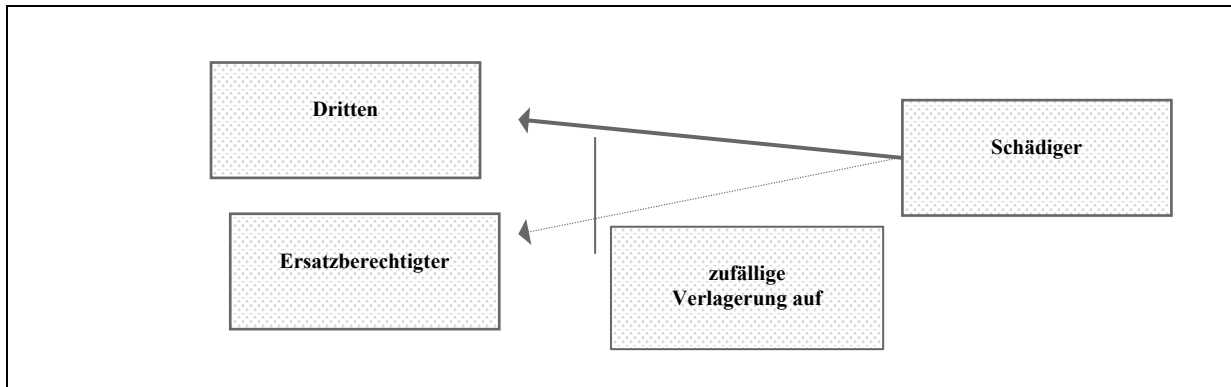 Dritten
Schädiger
Ersatzberechtigter
zufällige
Verlagerung auf